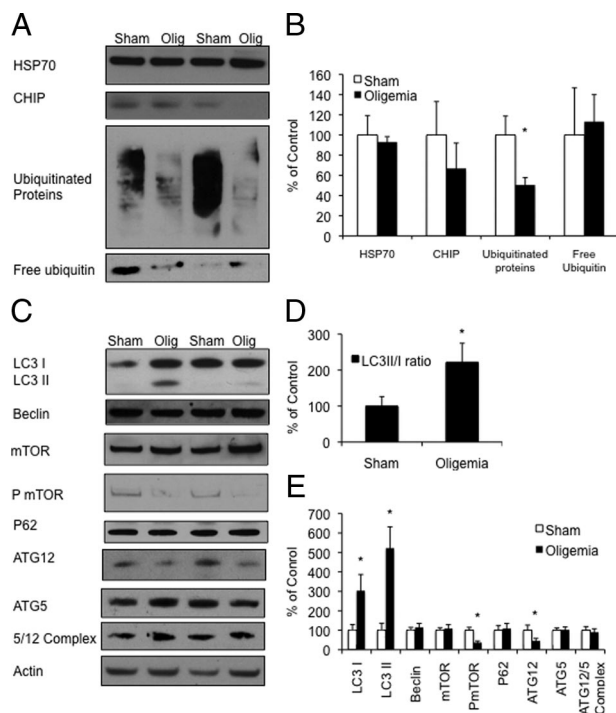 A
Sham Olig Sham Olig
HSP70
CHIP
Ubiquitinated
Proteins
Free ubiquitin
B
% of Control
160
140
120
100
80
60
40
20
0
Sham
Oligemia
*
HSP70 CHIP Ubiquitinated proteins Free Ubiquitin
C
Sham Olig Sham Olig
LC3 I
LC3 II
Beclin
mTOR
P mTOR
P62
ATG12
ATG5
5/12 Complex
Actin
D
% of Control
300
200
100
0
LC3II/I ratio
*
Sham Oligemia
E
% of Control
700
600
500
400
300
200
100
0
Sham
Oligemia
* * * *
LC3 I
LC3 II
Beclin
mTOR
PmTOR
P62
ATG12
ATG5
ATG12/5
Complex